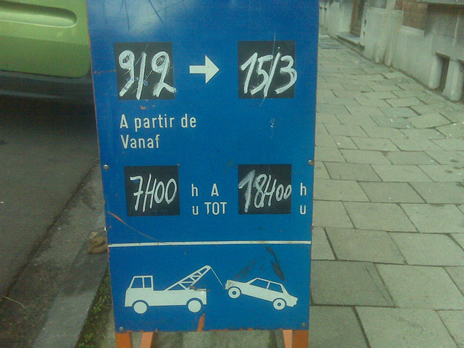 9/2 → 15/3
A partir de
Vanaf
7H00 h A 18H00 h
u TOT u